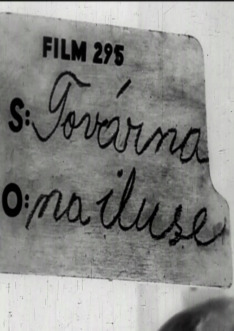 FILM 295
S: Továrna
O: na iluse